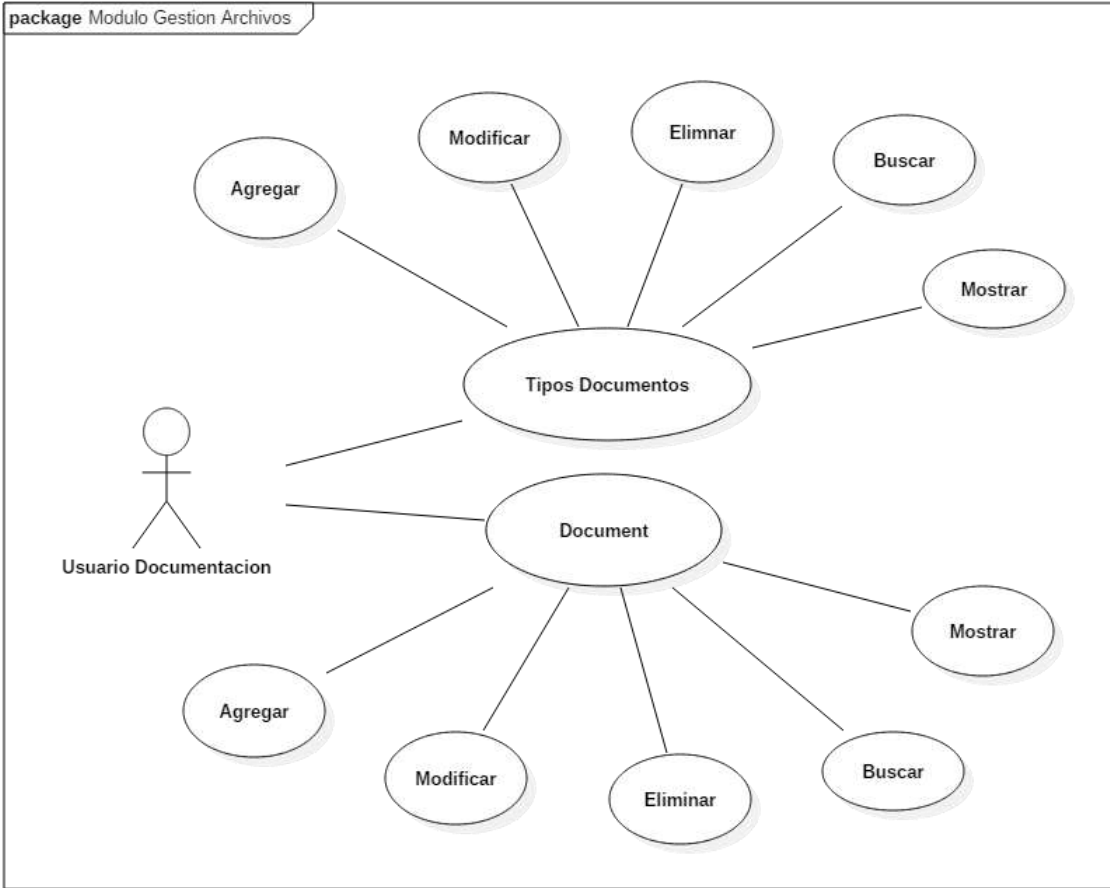 package Modulo Gestion Archivos
Elimnar
Modificar
Buscar
Agregar
Mostrar
Tipos Documentos
Document
Usuario Documentacion
Mostrar
Agregar
Buscar
Modificar
Eliminar